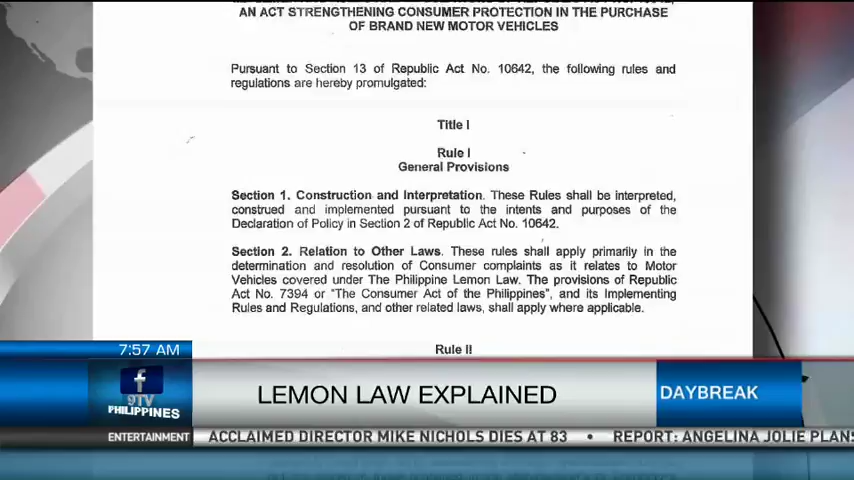 AN ACT STRENGTHENING CONSUMER PROTECTION IN THE PURCHASE
OF BRAND NEW MOTOR VEHICLES
Pursuant to Section 13 of Republic Act No. 10642, the following rules and
regulations are hereby promulgated:
Title I
Rule I
General Provisions
Section 1. Construction and Interpretation. These Rules shall be interpreted,
construed and implemented pursuant to the intents and purposes of the
Declaration of Policy in Section 2 of Republic Act No. 10642.
Section 2. Relation to Other Laws. These rules shall apply primarily in the
determination and resolution of Consumer complaints as it relates to Motor
Vehicles covered under The Philippine Lemon Law. The provisions of Republic
Act No. 7394 or "The Consumer Act of the Philippines", and its Implementing
Rules and Regulations, and other related laws, shall apply where applicable.
Rule II
7:57 AM
9TV
PHILIPPINES
LEMON LAW EXPLAINED
DAYBREAK
ENTERTAINMENT
ACCLAIMED DIRECTOR MIKE NICHOLS DIES AT 83 • REPORT: ANGELINA JOLIE PLANS